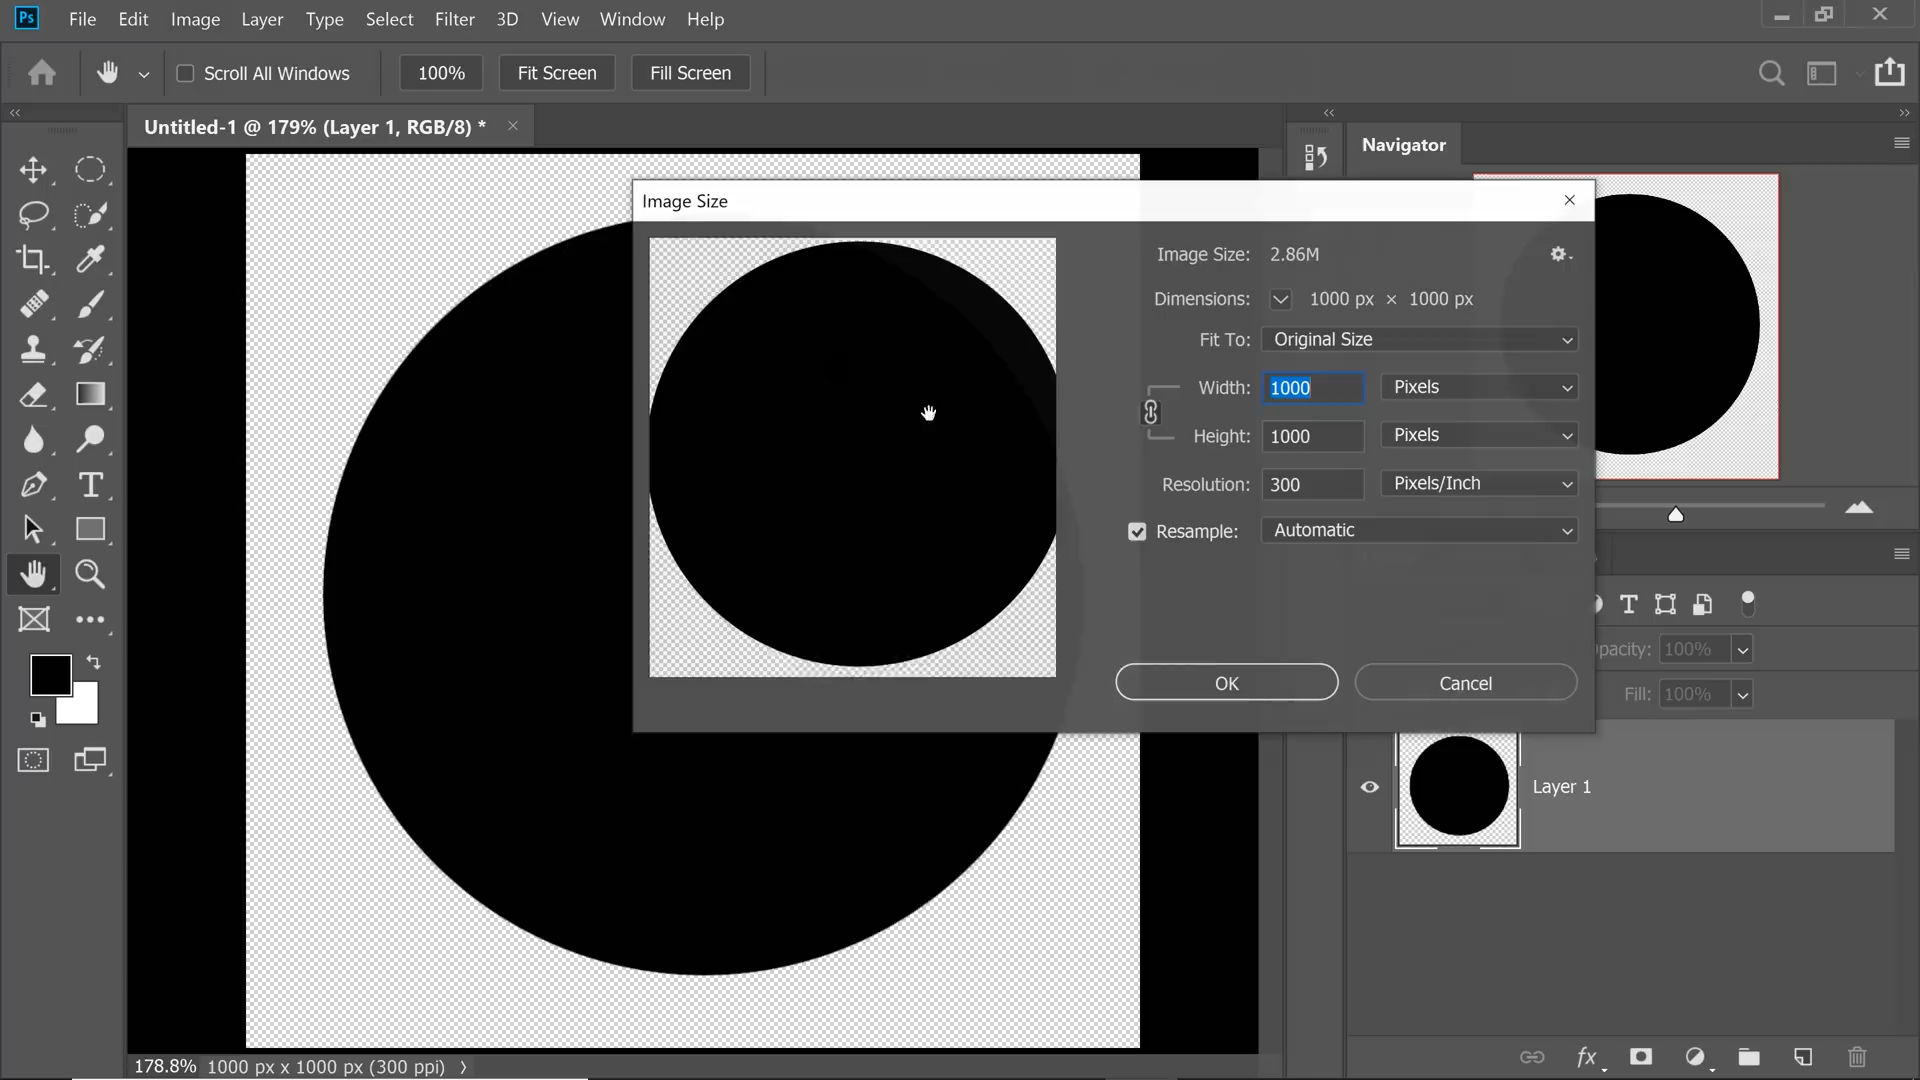 Ps File Edit Image Layer Type Select Filter 3D View Window Help
Scroll All Windows 100% Fit Screen Fill Screen
Untitled-1 @ 179% (Layer 1, RGB/8) *
Navigator
Image Size
Image Size: 2.86M
Dimensions: 1000 px × 1000 px
Fit To: Original Size
Width: 1000 Pixels
Height: 1000 Pixels
Resolution: 300 Pixels/Inch
Resample: Automatic
OK Cancel
pacity: 100%
Fill: 100%
Layer 1
fx
178.8% 1000 px x 1000 px (300 ppi)